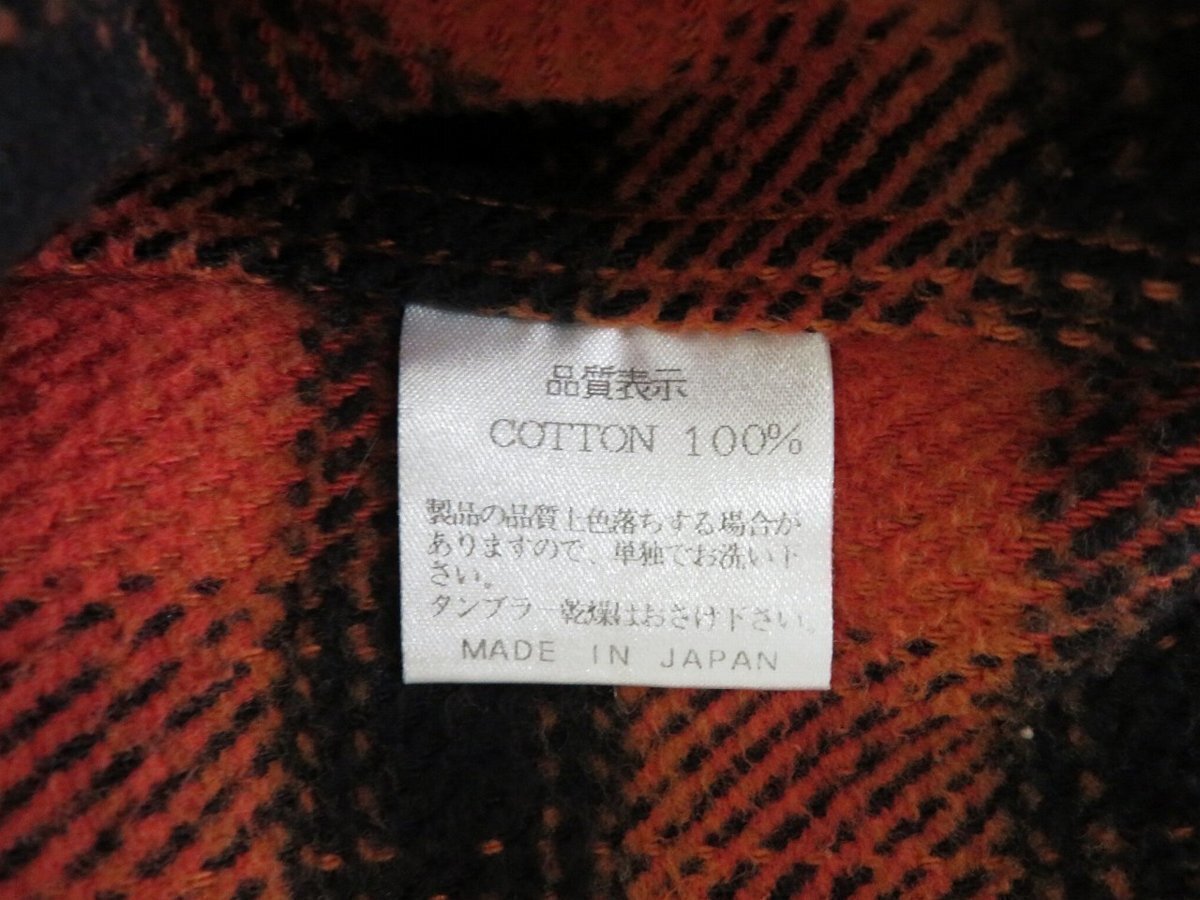 品質表示
COTTON 100%
製品の品質上色落ちする場合か
ありますので、単独でお洗い下
さい。
タンブラー乾燥はおさけ下さい。
MADE IN JAPAN